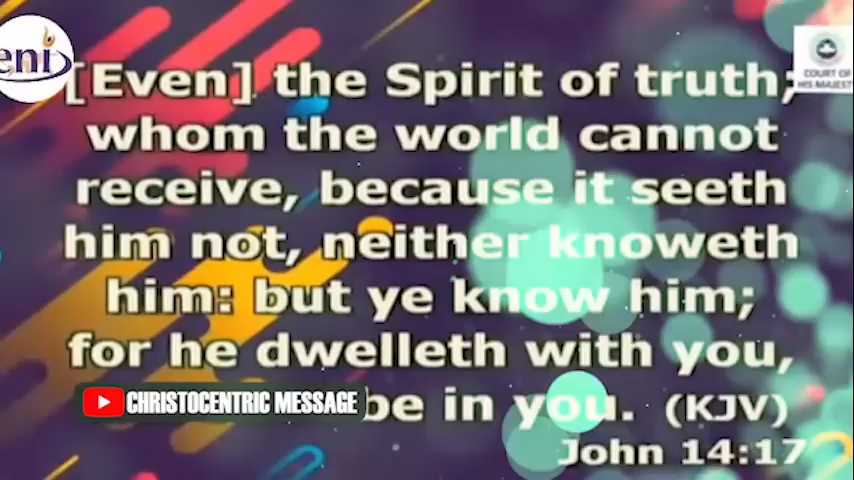 eni
COURT OF
HIS MAJEST
[Even] the Spirit of truth;
whom the world cannot
receive, because it seeth
him not, neither knoweth
him: but ye know him;
for he dwelleth with you,
CHRISTOCENTRIC MESSAGE be in you. (KJV)
John 14:17